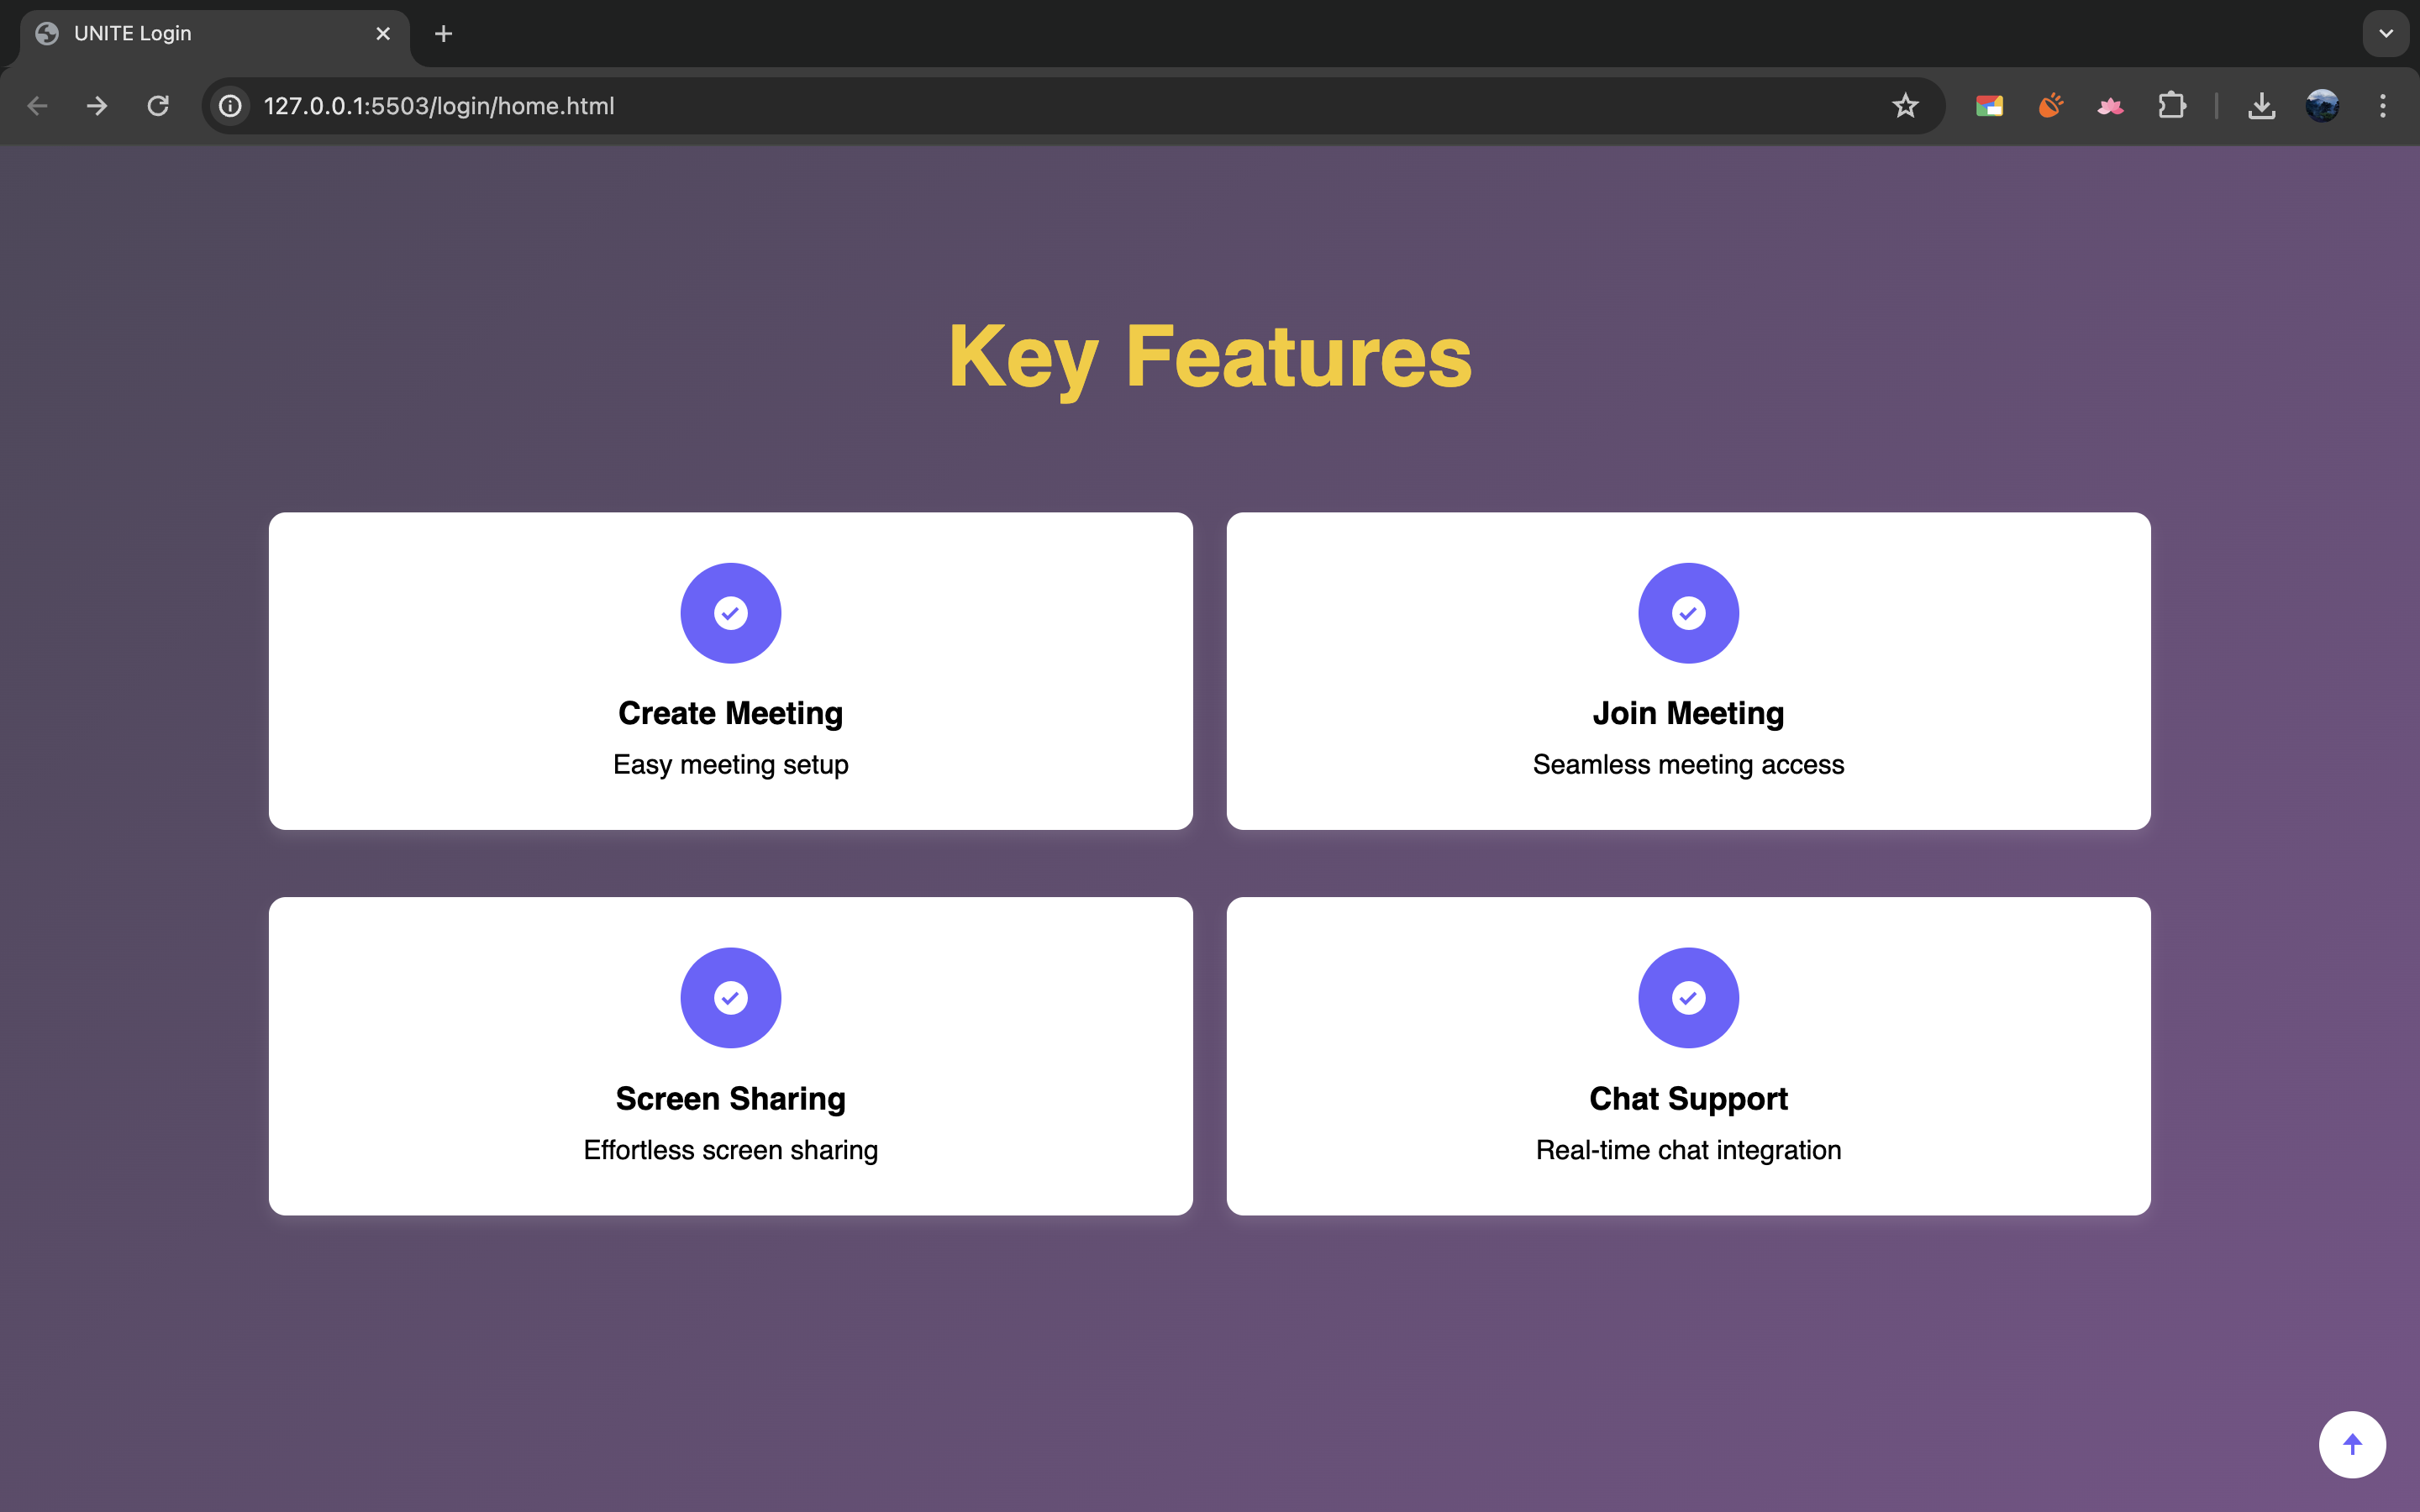 UNITE Login
127.0.0.1:5503/login/home.html
Key Features
Create Meeting
Easy meeting setup
Join Meeting
Seamless meeting access
Screen Sharing
Effortless screen sharing
Chat Support
Real-time chat integration